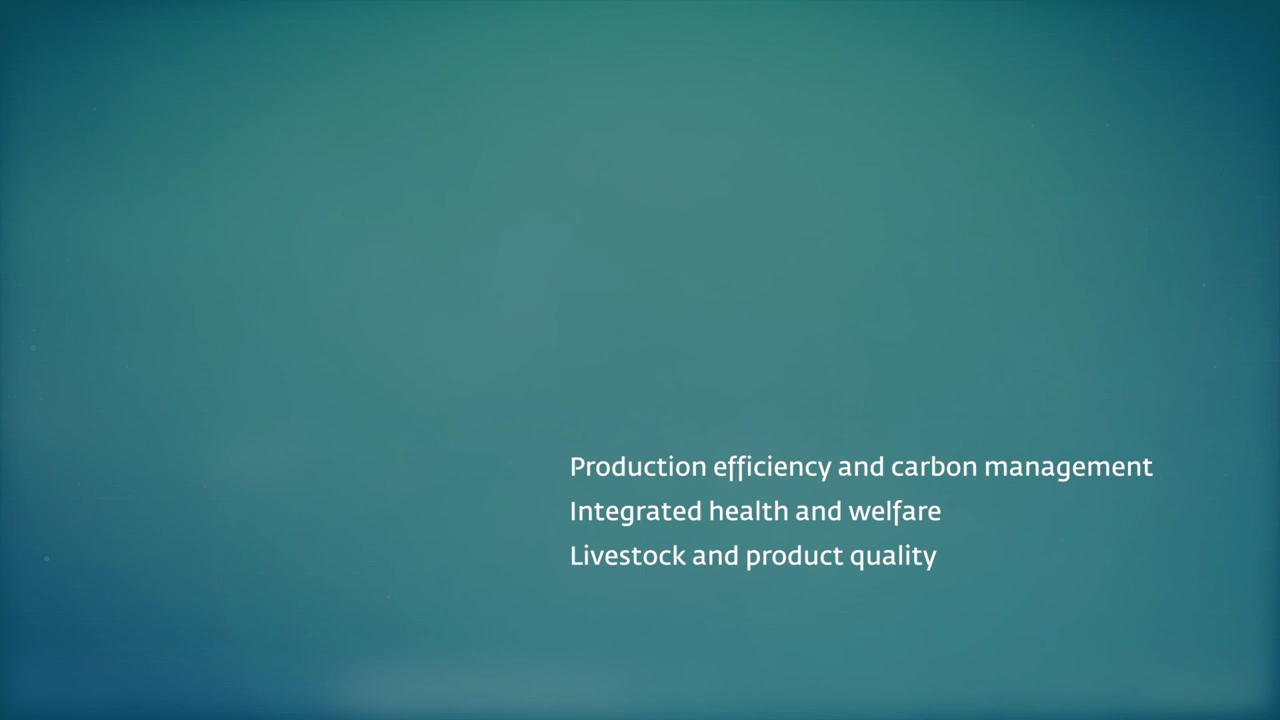 Production efficiency and carbon management
Integrated health and welfare
Livestock and product quality